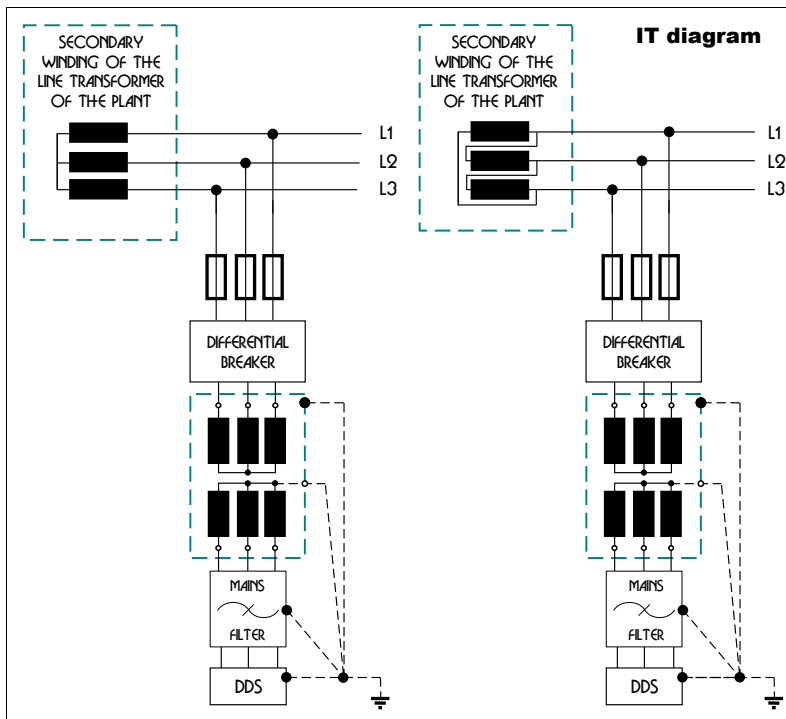 IT diagram
SECONDARY
WINDING OF THE
LINE TRANSFORMER
OF THE PLANT
L1
L2
L3
DIFFERENTIAL
BREAKER
MAINS
FILTER
DDS
SECONDARY
WINDING OF THE
LINE TRANSFORMER
OF THE PLANT
L1
L2
L3
DIFFERENTIAL
BREAKER
MAINS
FILTER
DDS